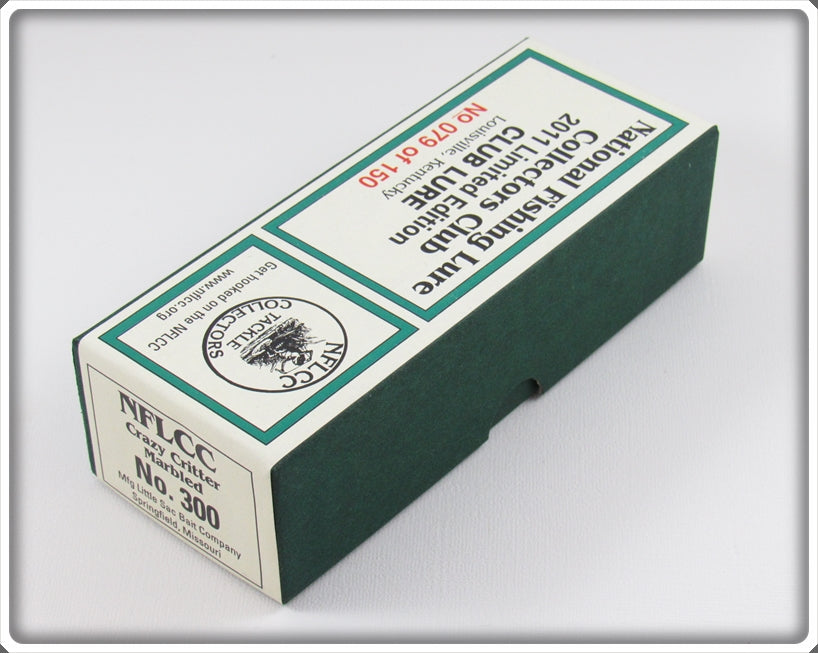 National Fishing Lure
Collectors Club
2011 Limited Edition
CLUB LURE
Louisville, Kentucky
No 079 of 150
NFLCC
TACKLE
COLLECTORS
Get hooked on the NFLCC
www.nflcc.org
NFLCC
Crazy Critter
Marbled
No. 300
Mfg Little Sac Bait Company
Springfield, Missouri